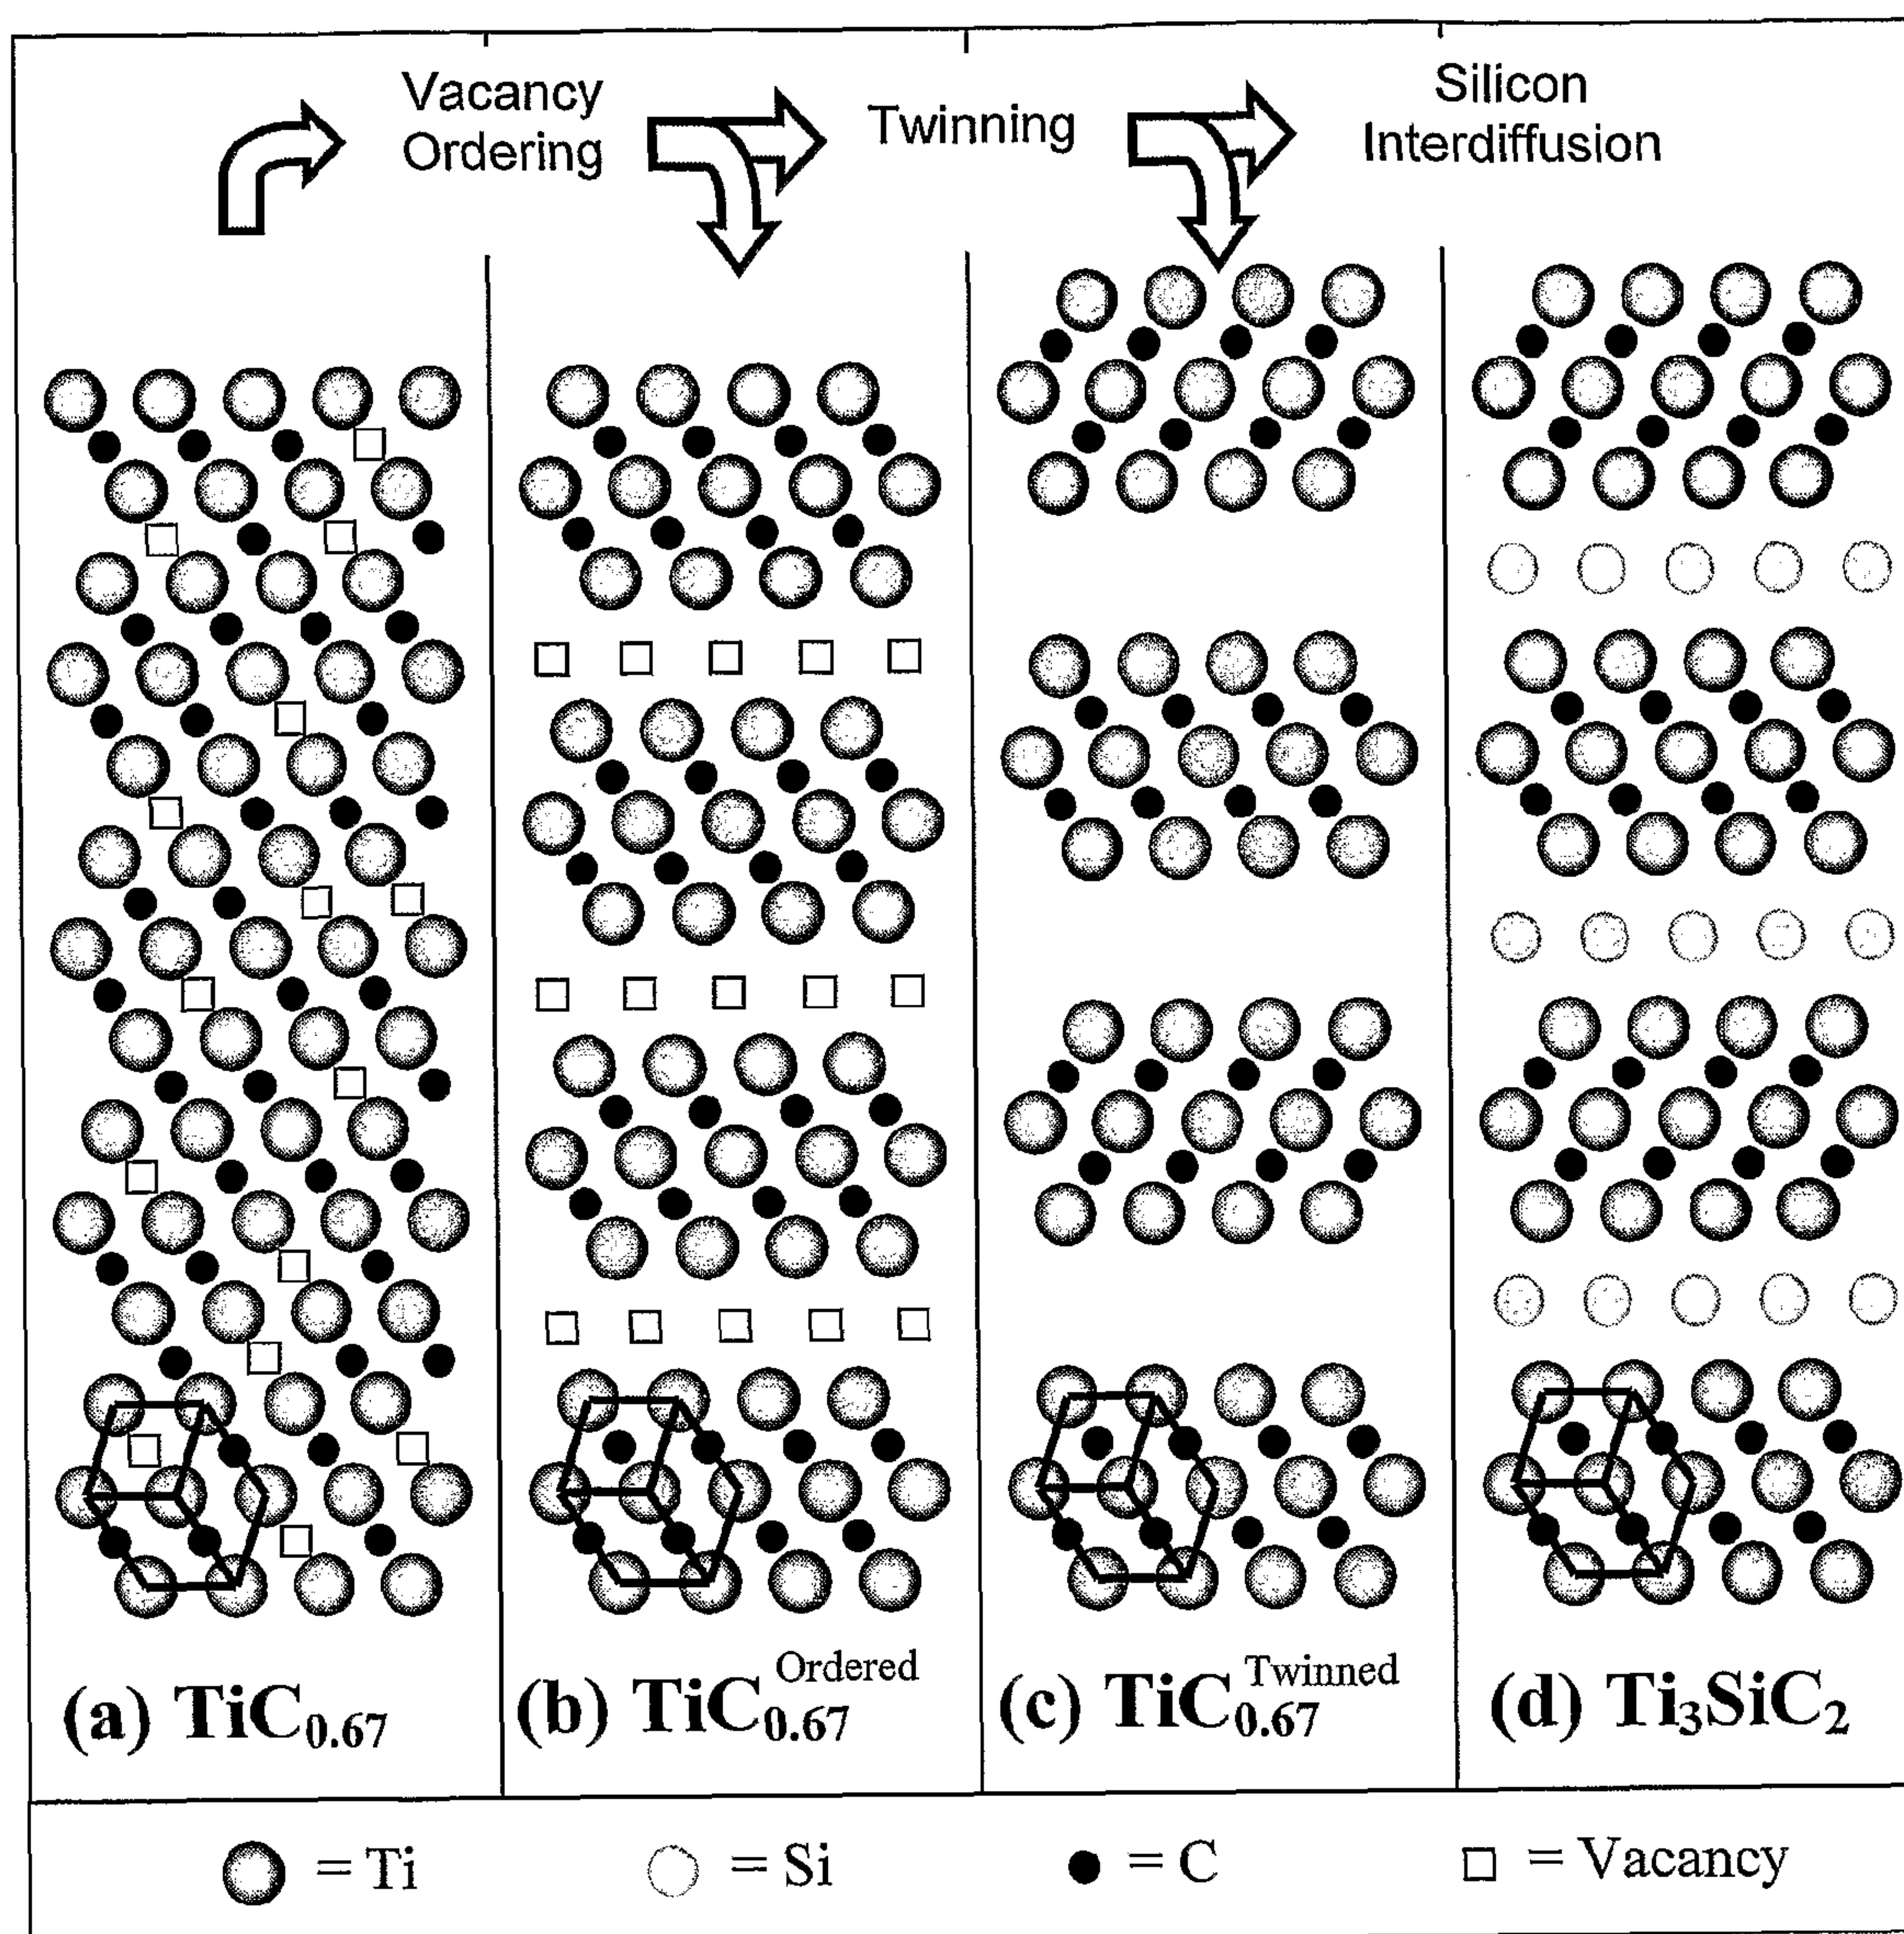 Vacancy
Ordering
Twinning
Silicon
Interdiffusion
(a) TiC0.67
(b) TiC0.67 Ordered
(c) TiC0.67 Twinned
(d) Ti3SiC2
= Ti
= Si
= C
= Vacancy